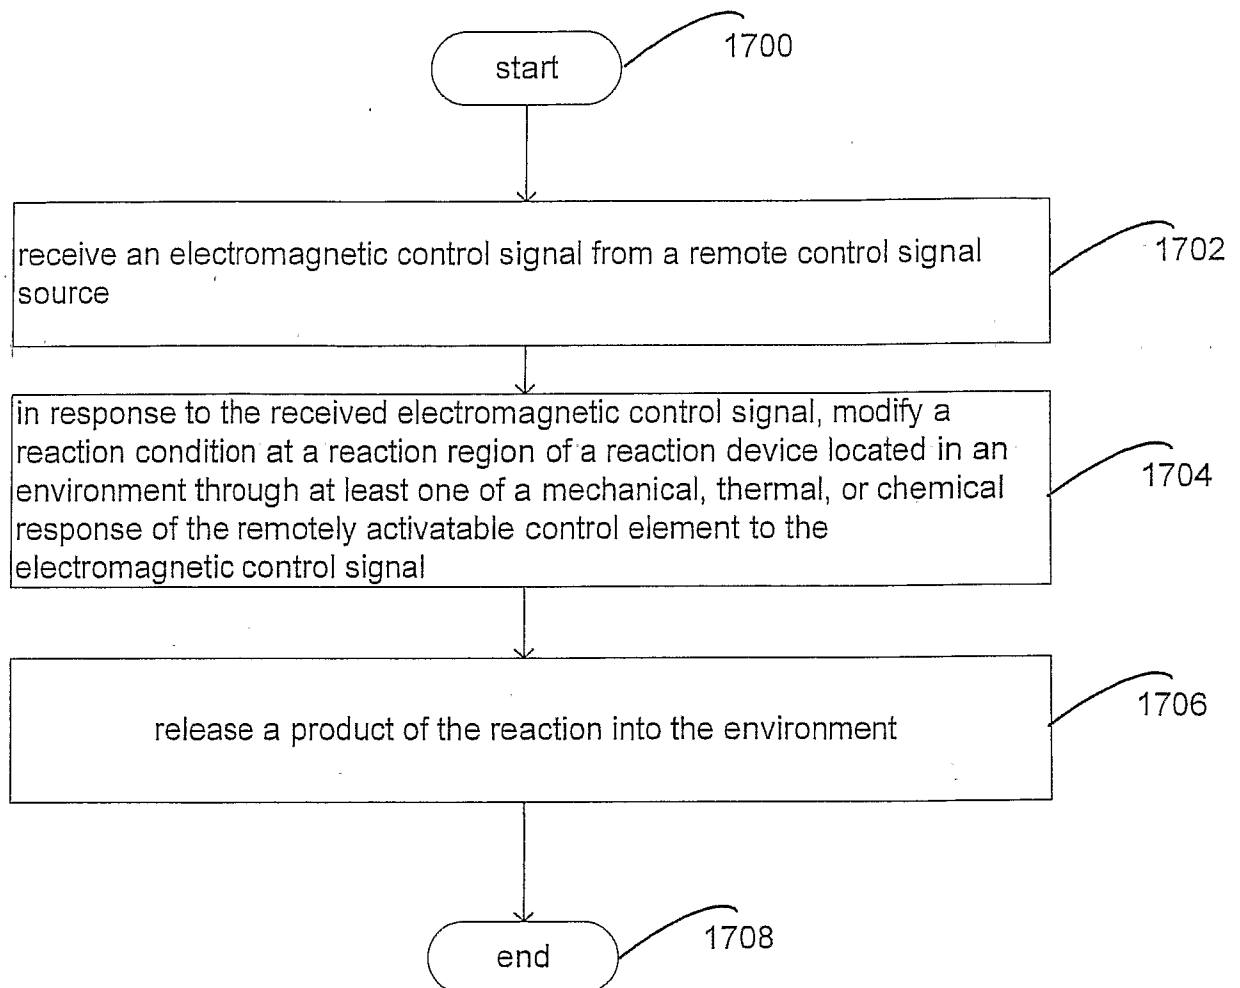 start
1700
receive an electromagnetic control signal from a remote control signal
source
1702
in response to the received electromagnetic control signal, modify a
reaction condition at a reaction region of a reaction device located in an
environment through at least one of a mechanical, thermal, or chemical
response of the remotely activatable control element to the
electromagnetic control signal
1704
release a product of the reaction into the environment
1706
end
1708